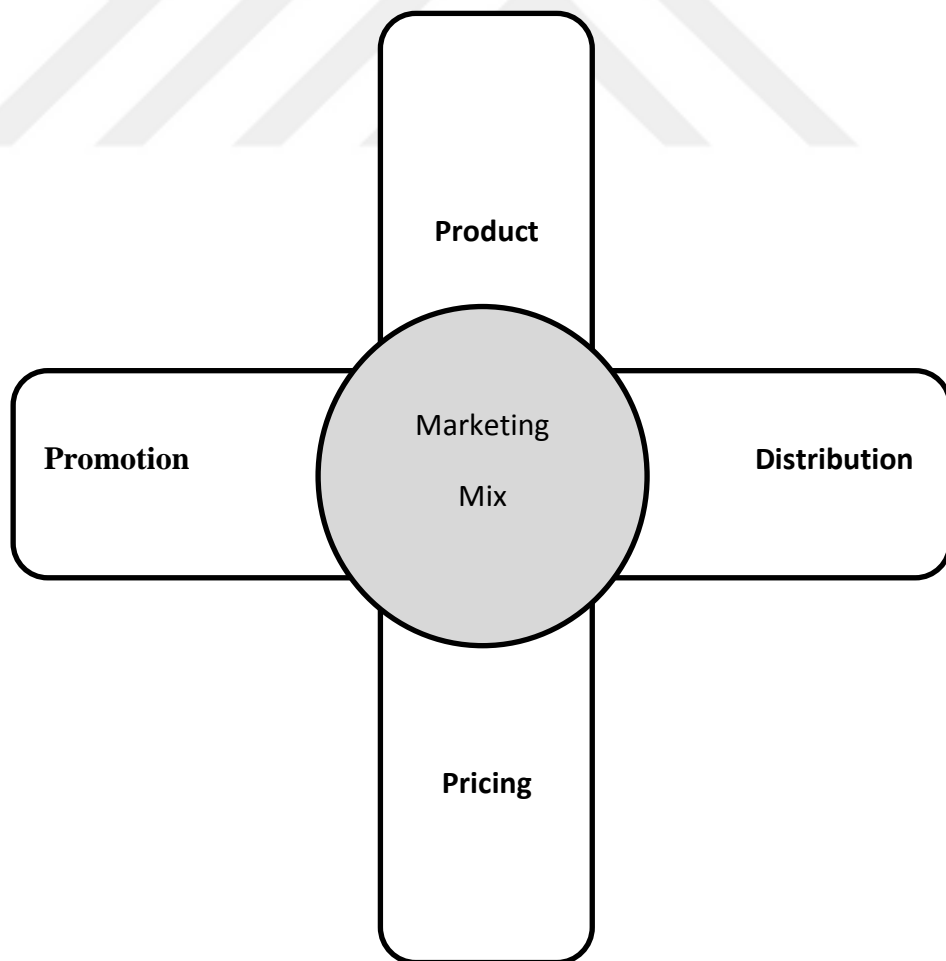 Product
Marketing
Mix
Promotion
Distribution
Pricing